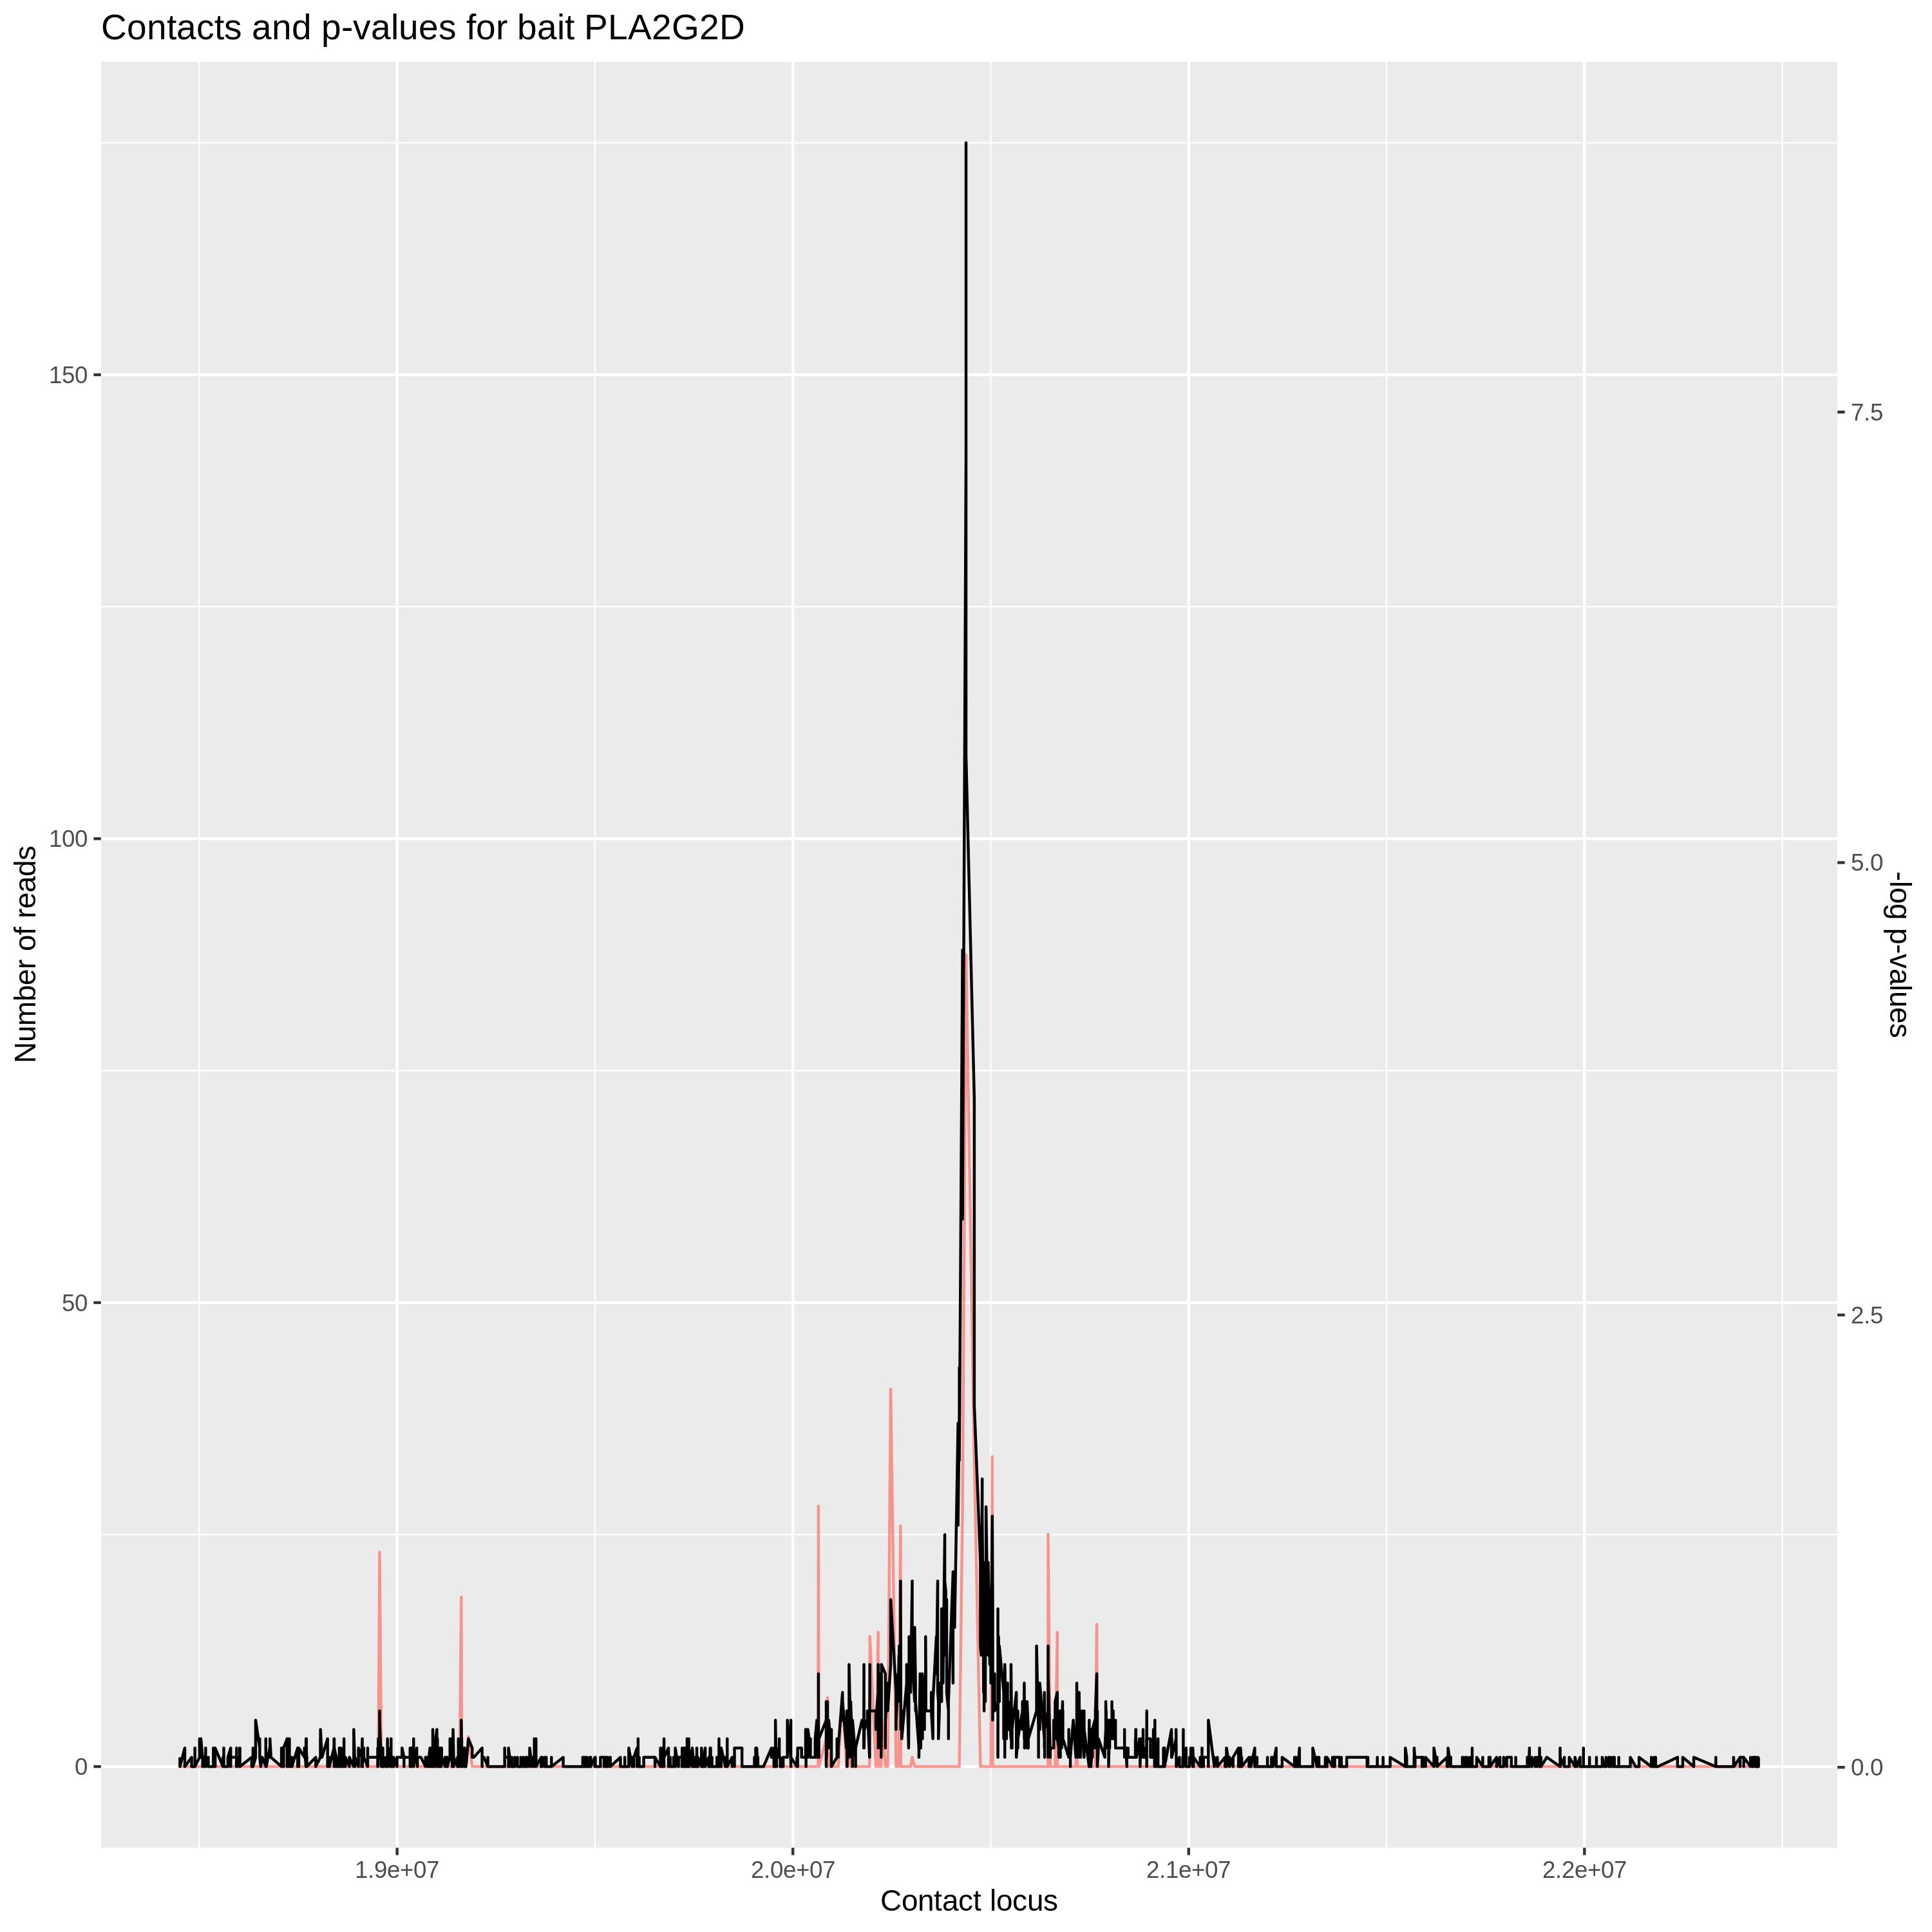 Contacts and p-values for bait PLA2G2D
Number of reads
150
100
50
0
7.5
5.0
2.5
0.0
-log p-values
1.9e+07
2.0e+07
2.1e+07
2.2e+07
Contact locus